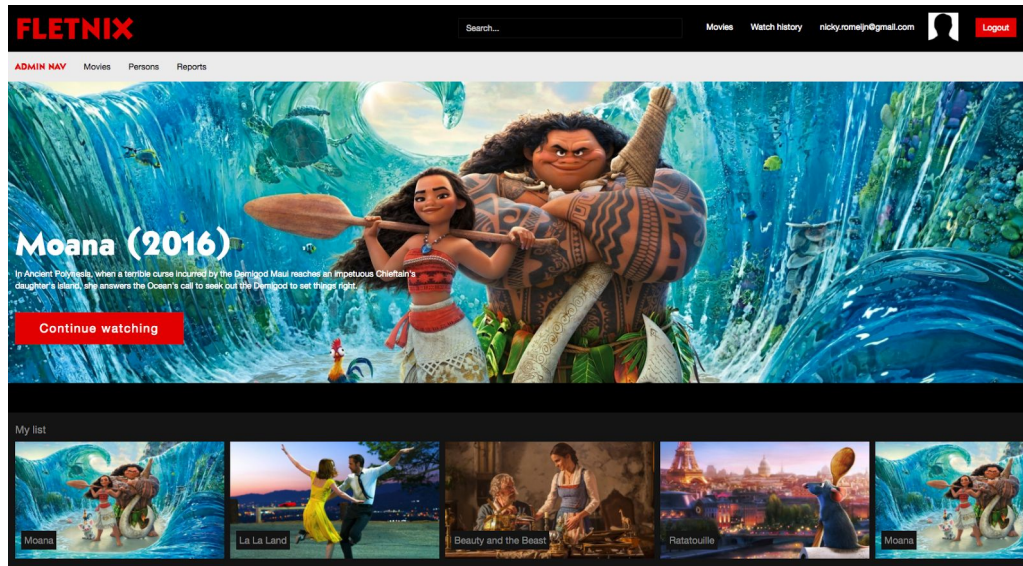 FLETNIX
Search...
Movies
Watch history
nicky.romeijn@gmail.com
Logout
ADMIN NAV
Movies
Persons
Reports
Moana (2016)
In Ancient Polynesia, when a terrible curse incurred by the Demigod Maui reaches an impetuous Chieftain's
daughter's island, she answers the Ocean's call to seek out the Demigod to set things right.
Continue watching
My list
Moana
La La Land
Beauty and the Beast
Ratatouille
Moana